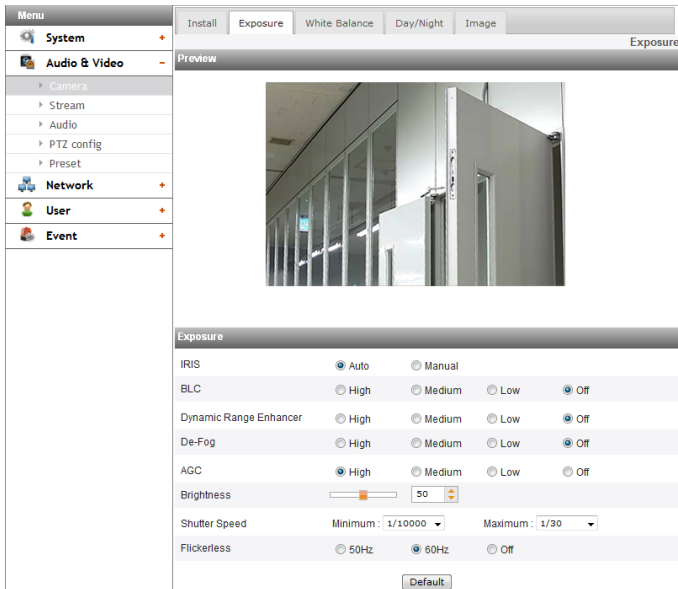 Menu
System +
Audio & Video -
Camera
Stream
Audio
PTZ config
Preset
Network +
User +
Event +
Install Exposure White Balance Day/Night Image
Exposure
Preview
Exposure
IRIS Auto Manual
BLC High Medium Low Off
Dynamic Range Enhancer High Medium Low Off
De-Fog High Medium Low Off
AGC High Medium Low Off
Brightness 50
Shutter Speed Minimum : 1/10000 Maximum : 1/30
Flickerless 50Hz 60Hz Off
Default